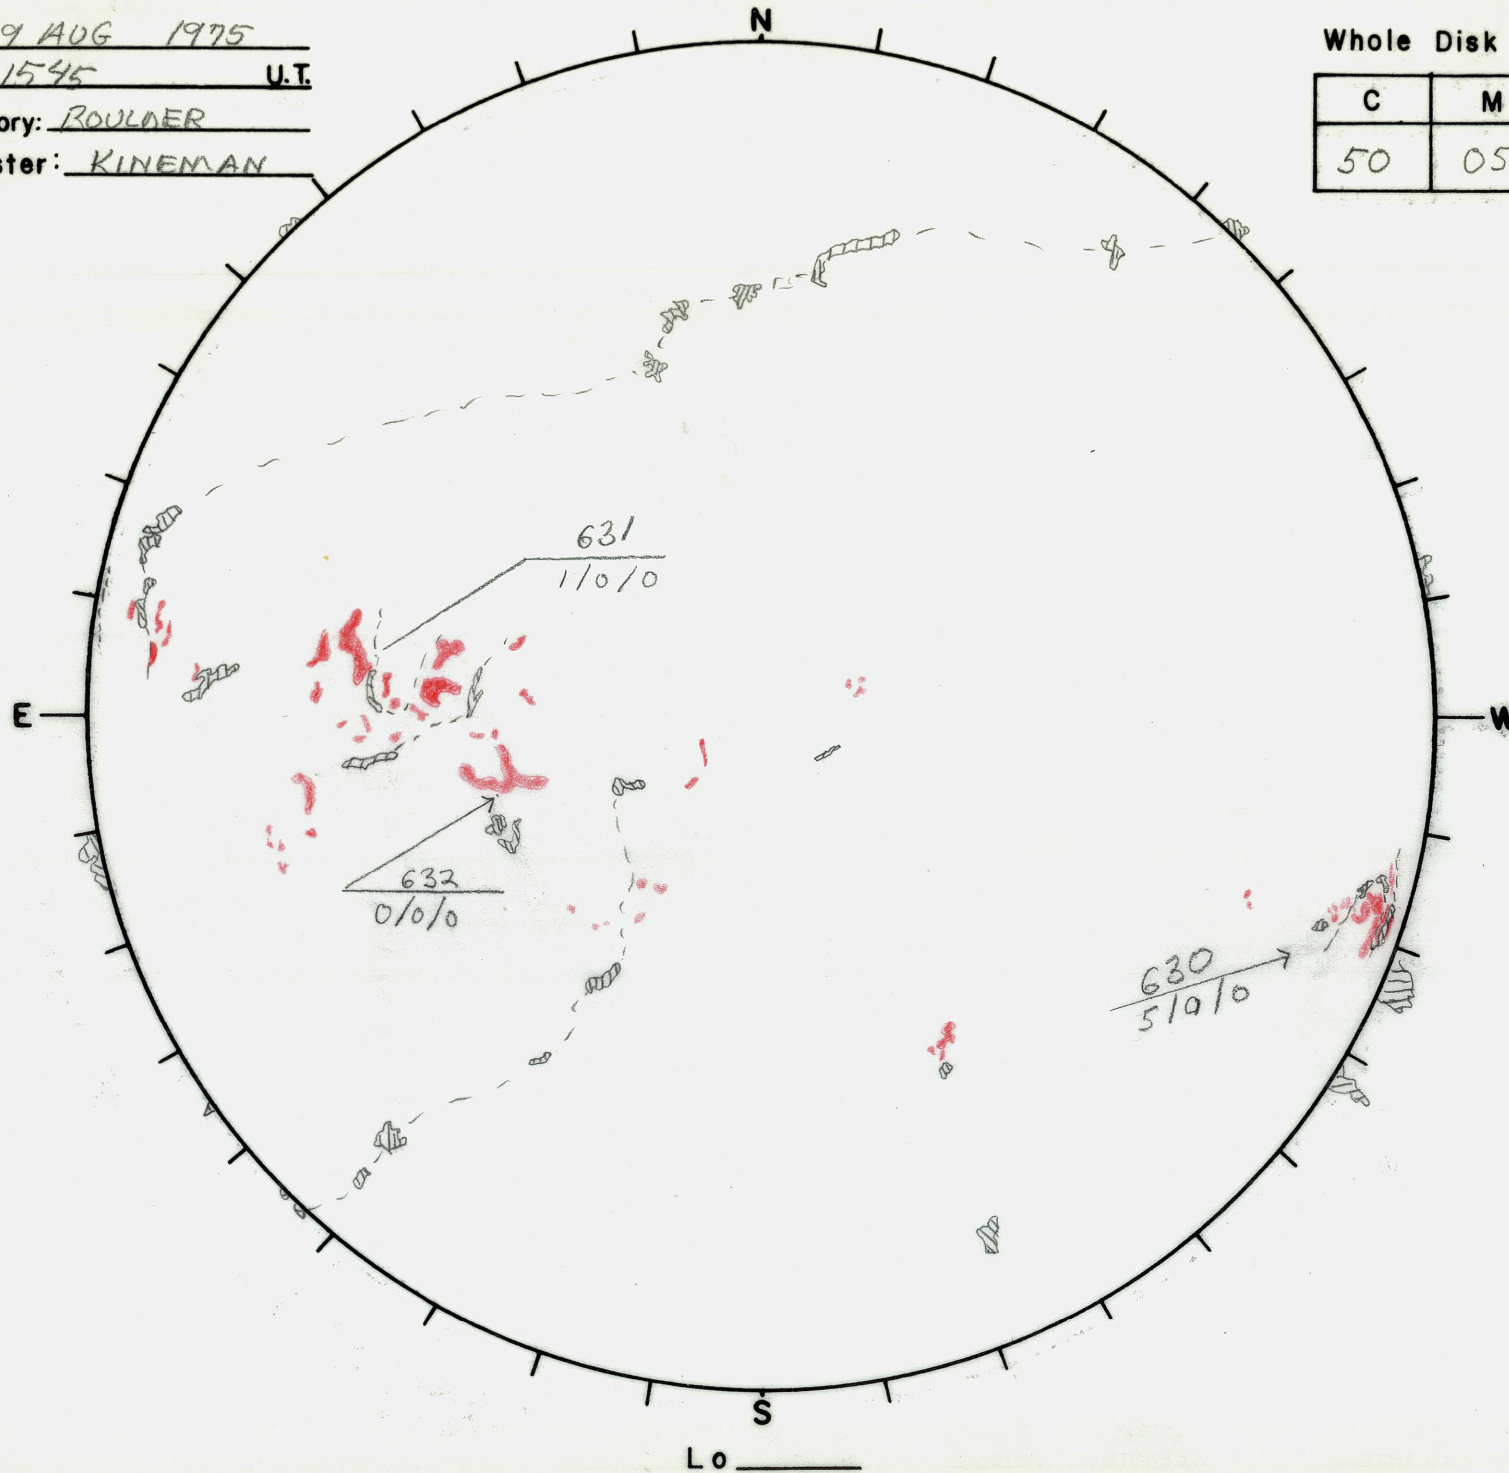 9 AUG 1975
1545 U.T.
ory: BOULDER
ster: KINEMAN
N
Whole Disk
C M
50 05
631
1/0/0
E
W
632
0/0/0
630
5/0/0
S
Lo